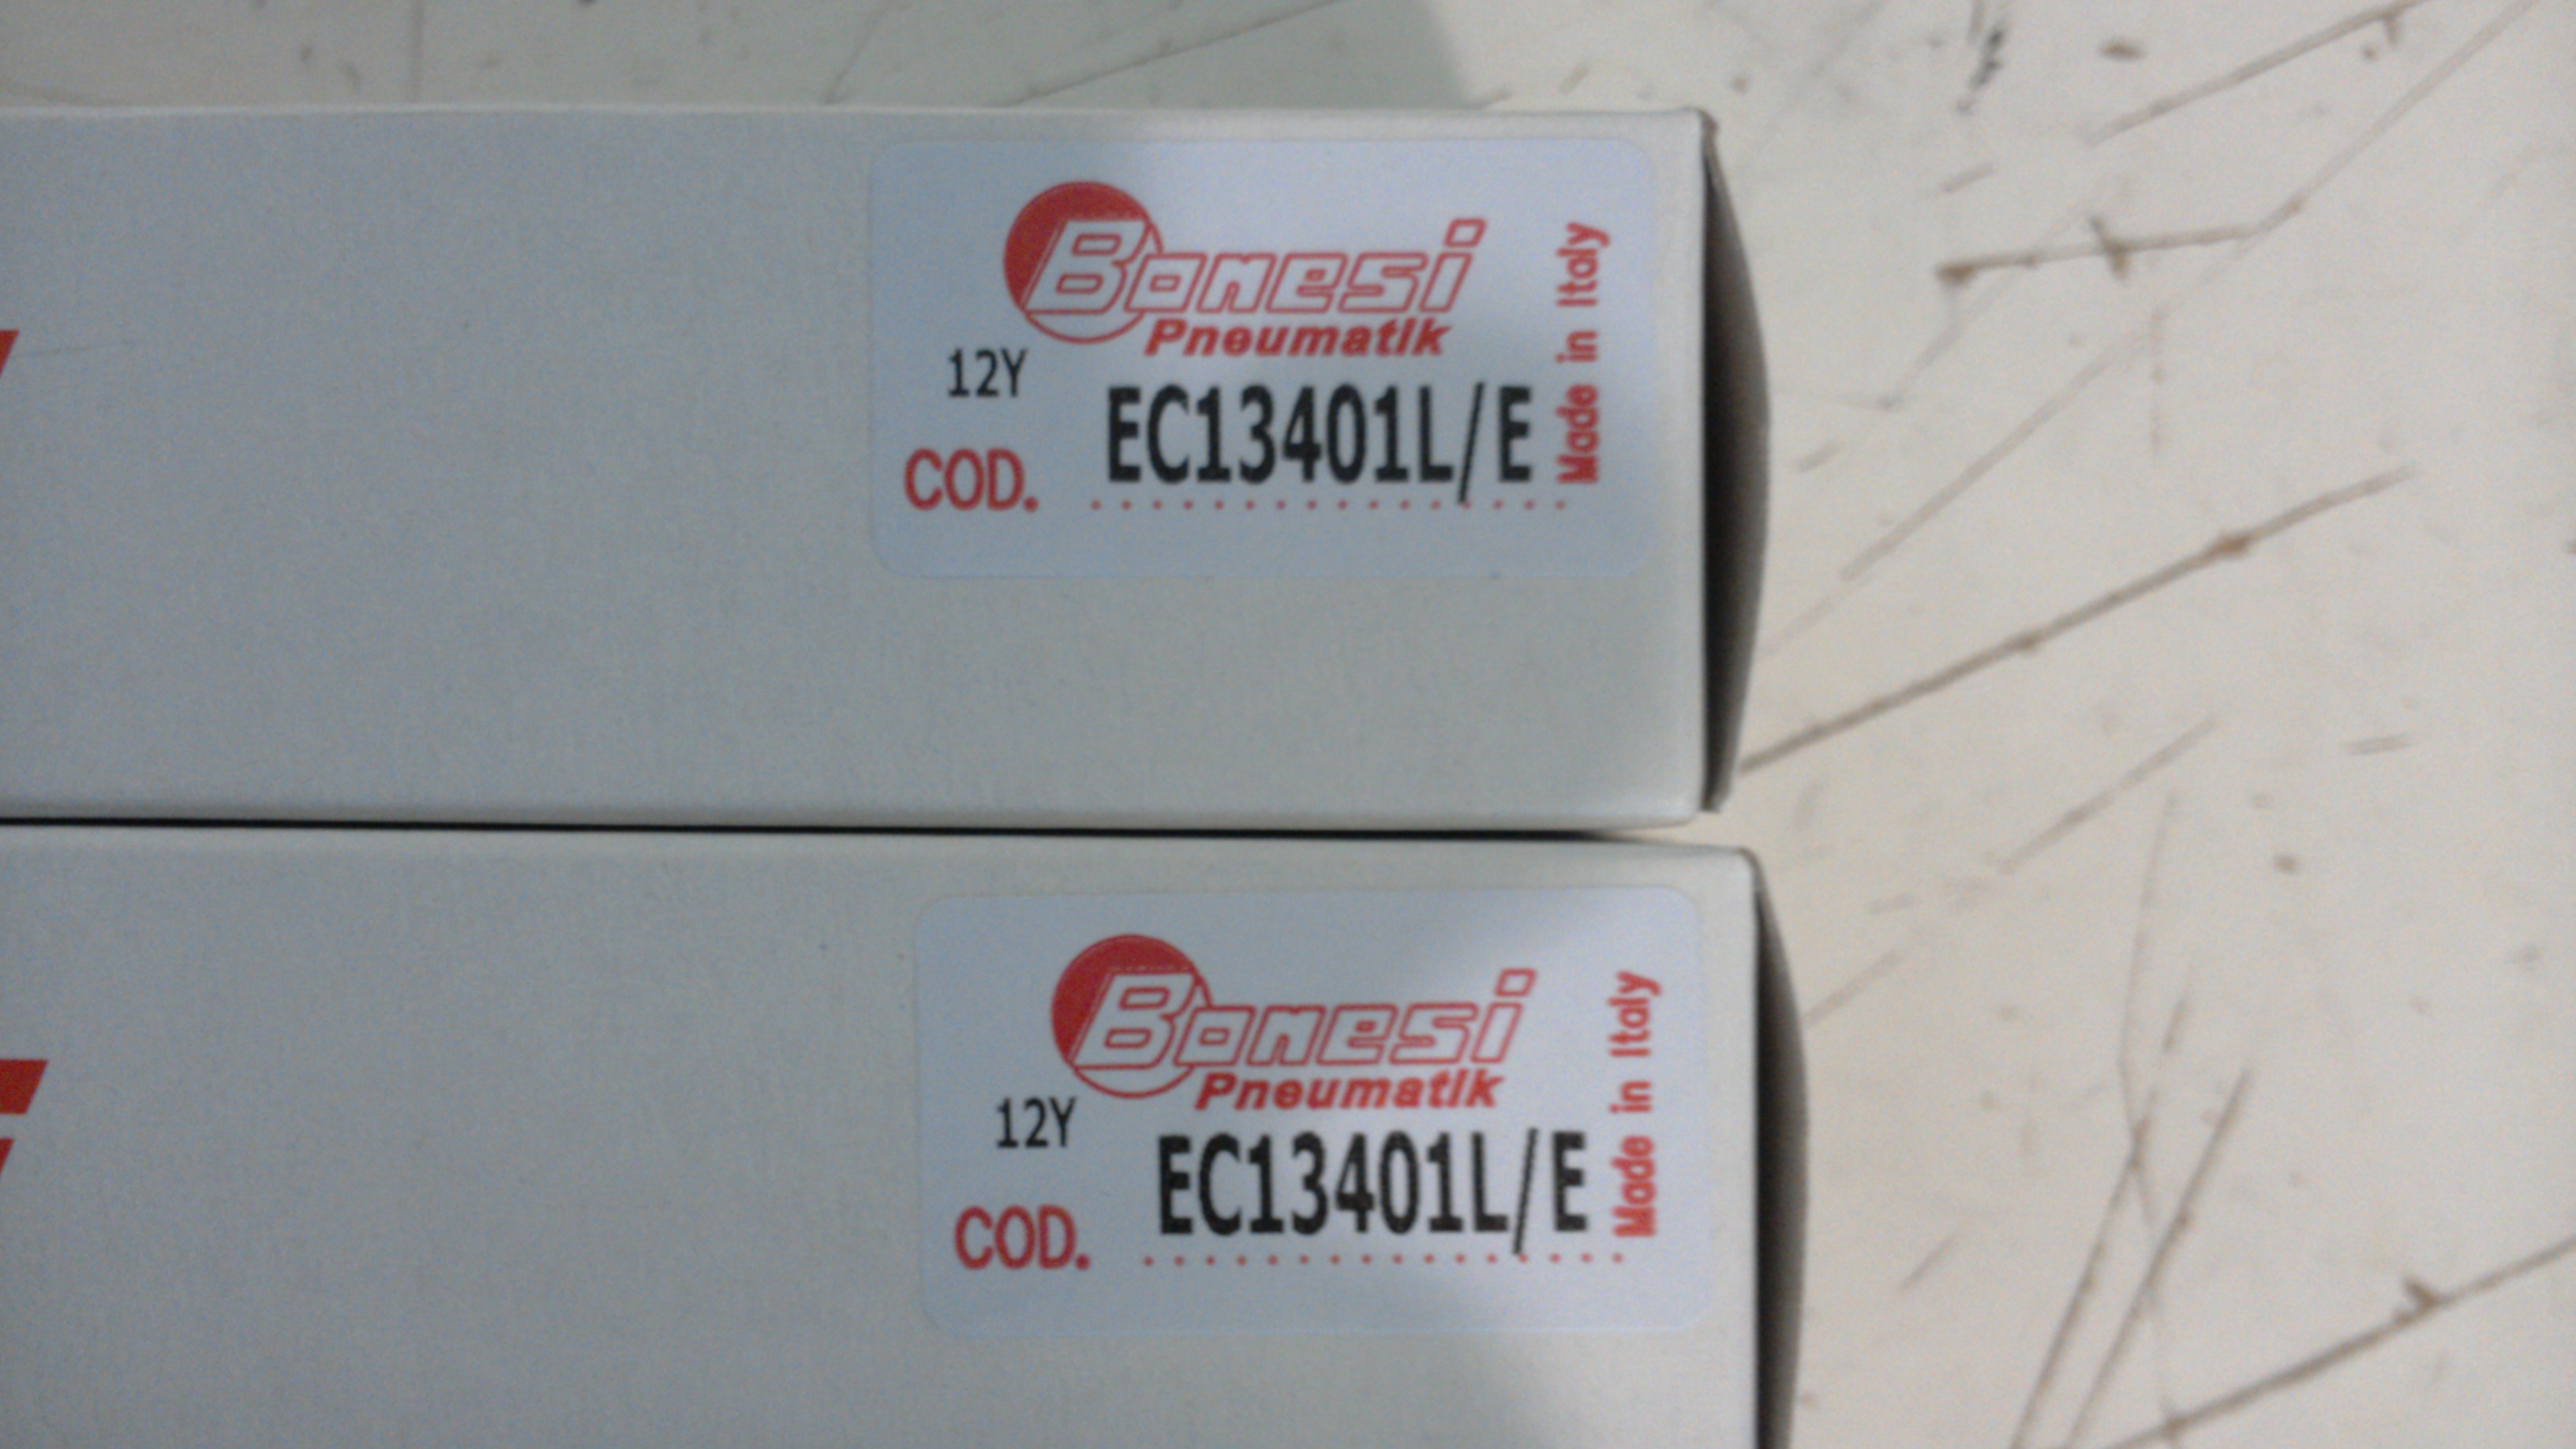 Bonesi
Pneumatik
12Y
EC13401L/E
COD.
Made in Italy
Bonesi
Pneumatik
12Y
EC13401L/E
COD.
Made in Italy